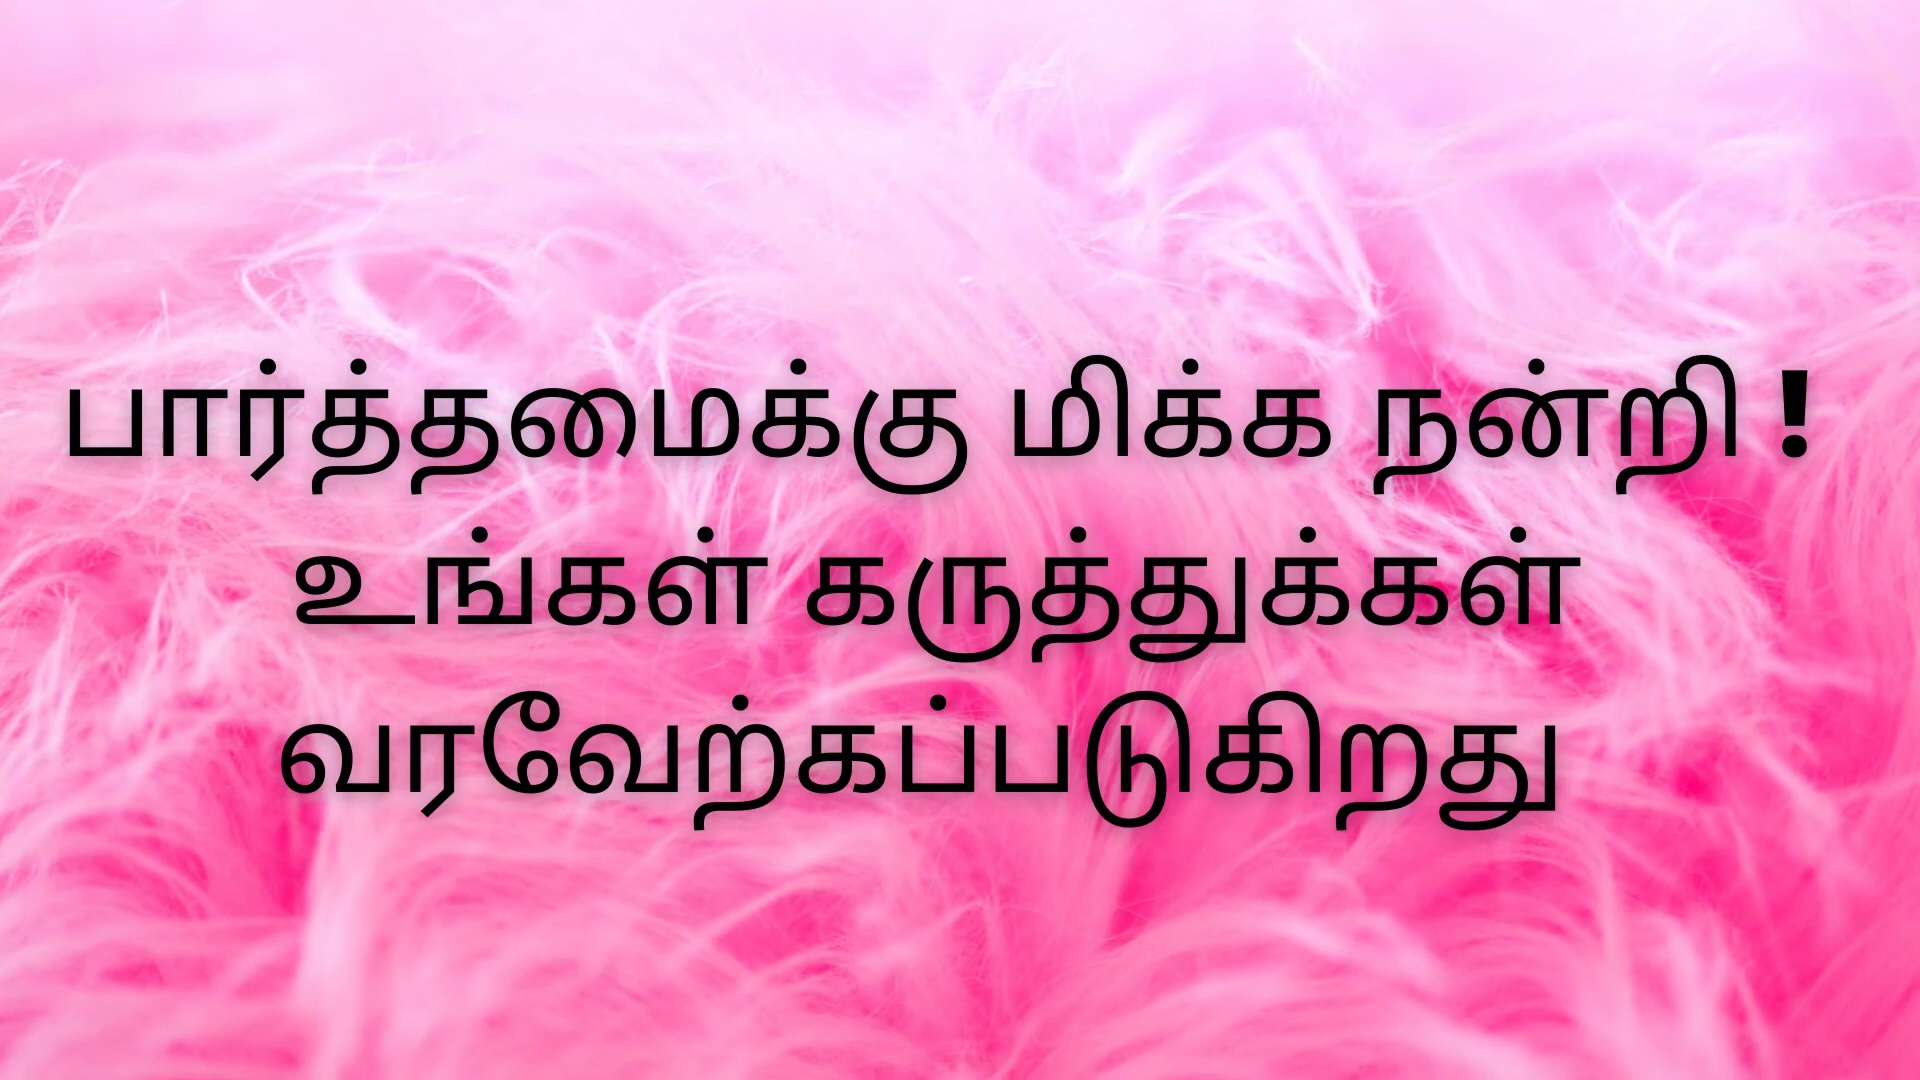 பார்த்தமைக்கு மிக்க நன்றி !
உங்கள் கருத்துக்கள்
வரவேற்கப்படுகிறது